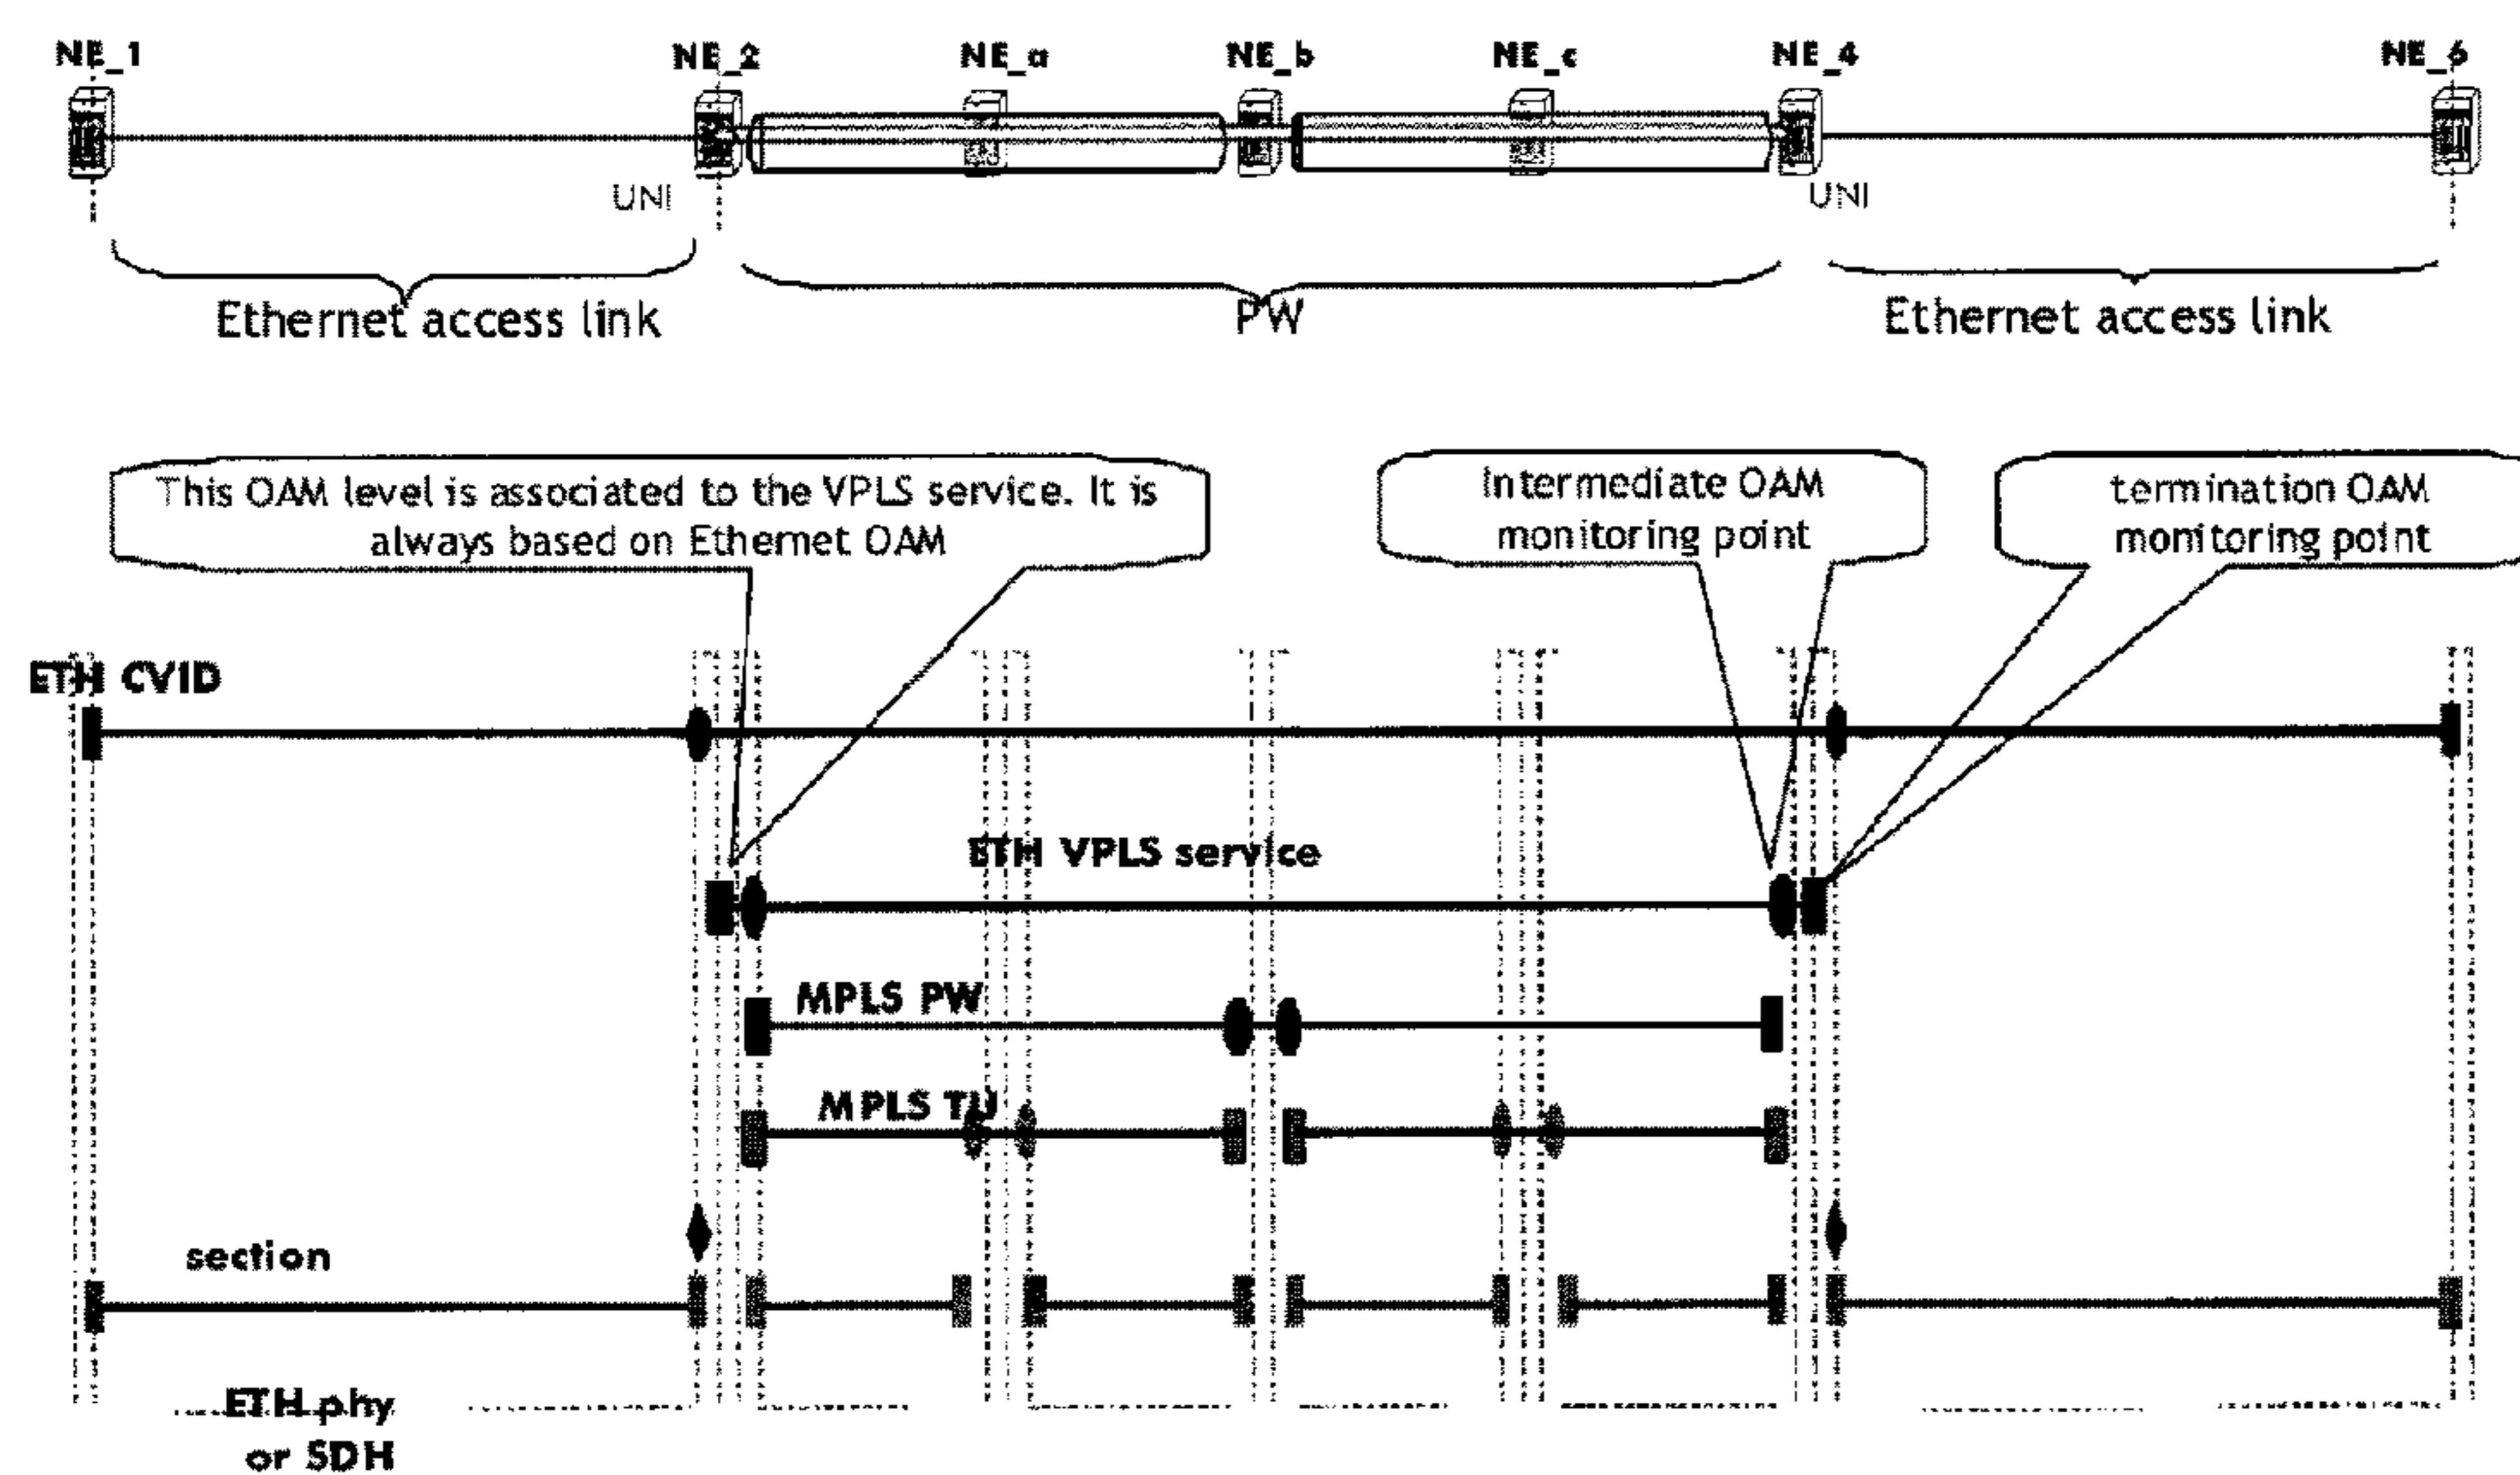 NE_1
NE_2
NE_a
NE_b
NE_c
NE_4
NE_6
UNI
UNI
Ethernet access link
PW
Ethernet access link
This OAM level is associated to the VPLS service. It is
always based on Ethernet OAM
Intermediate OAM
monitoring point
termination OAM
monitoring point
ETH CVID
ETH VPLS service
MPLS PW
MPLS TU
section
ETH phy
or SDH